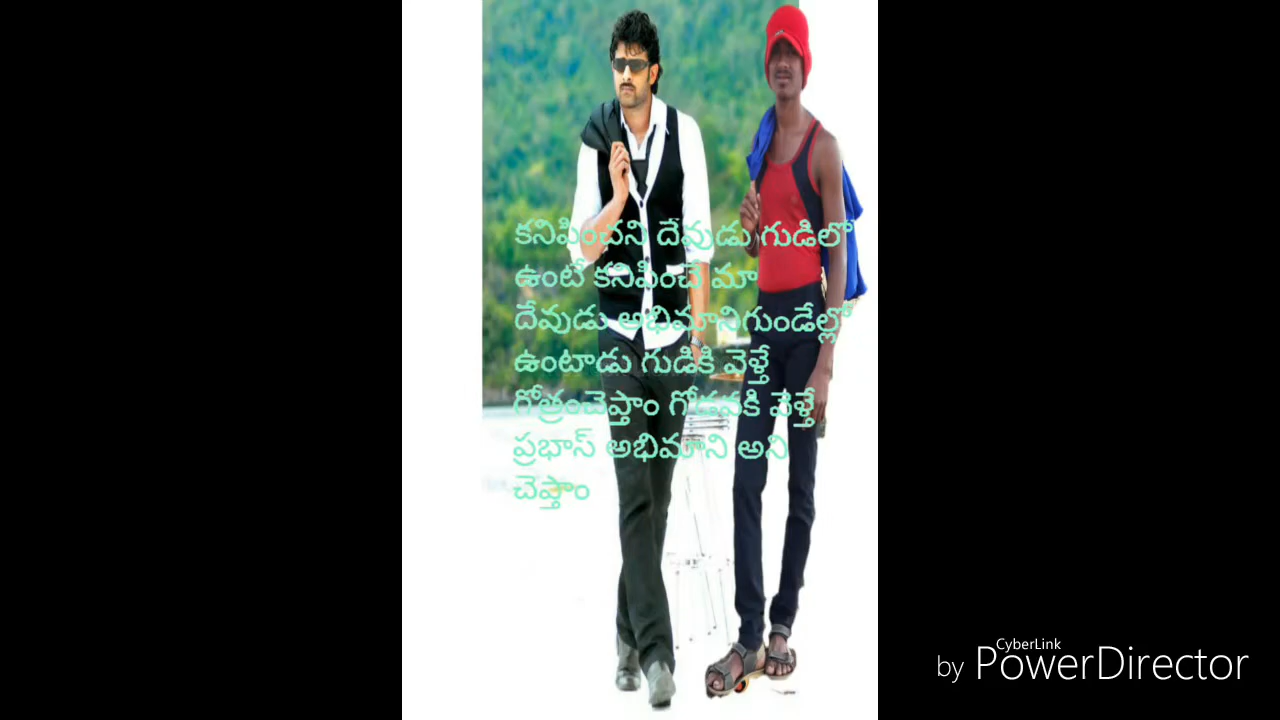 కనిపించని దేవుడు గుడిలో
ఉంటే కనిపించే మా
దేవుడు అభిమానిగుండేల్లో
ఉంటాడు గుడికి వెళ్తే
గోత్రంచెప్తాం గోడవకి వేళ్తే
ప్రభాస్ అభిమాని అని
చెప్తాం
CyberLink
by PowerDirector